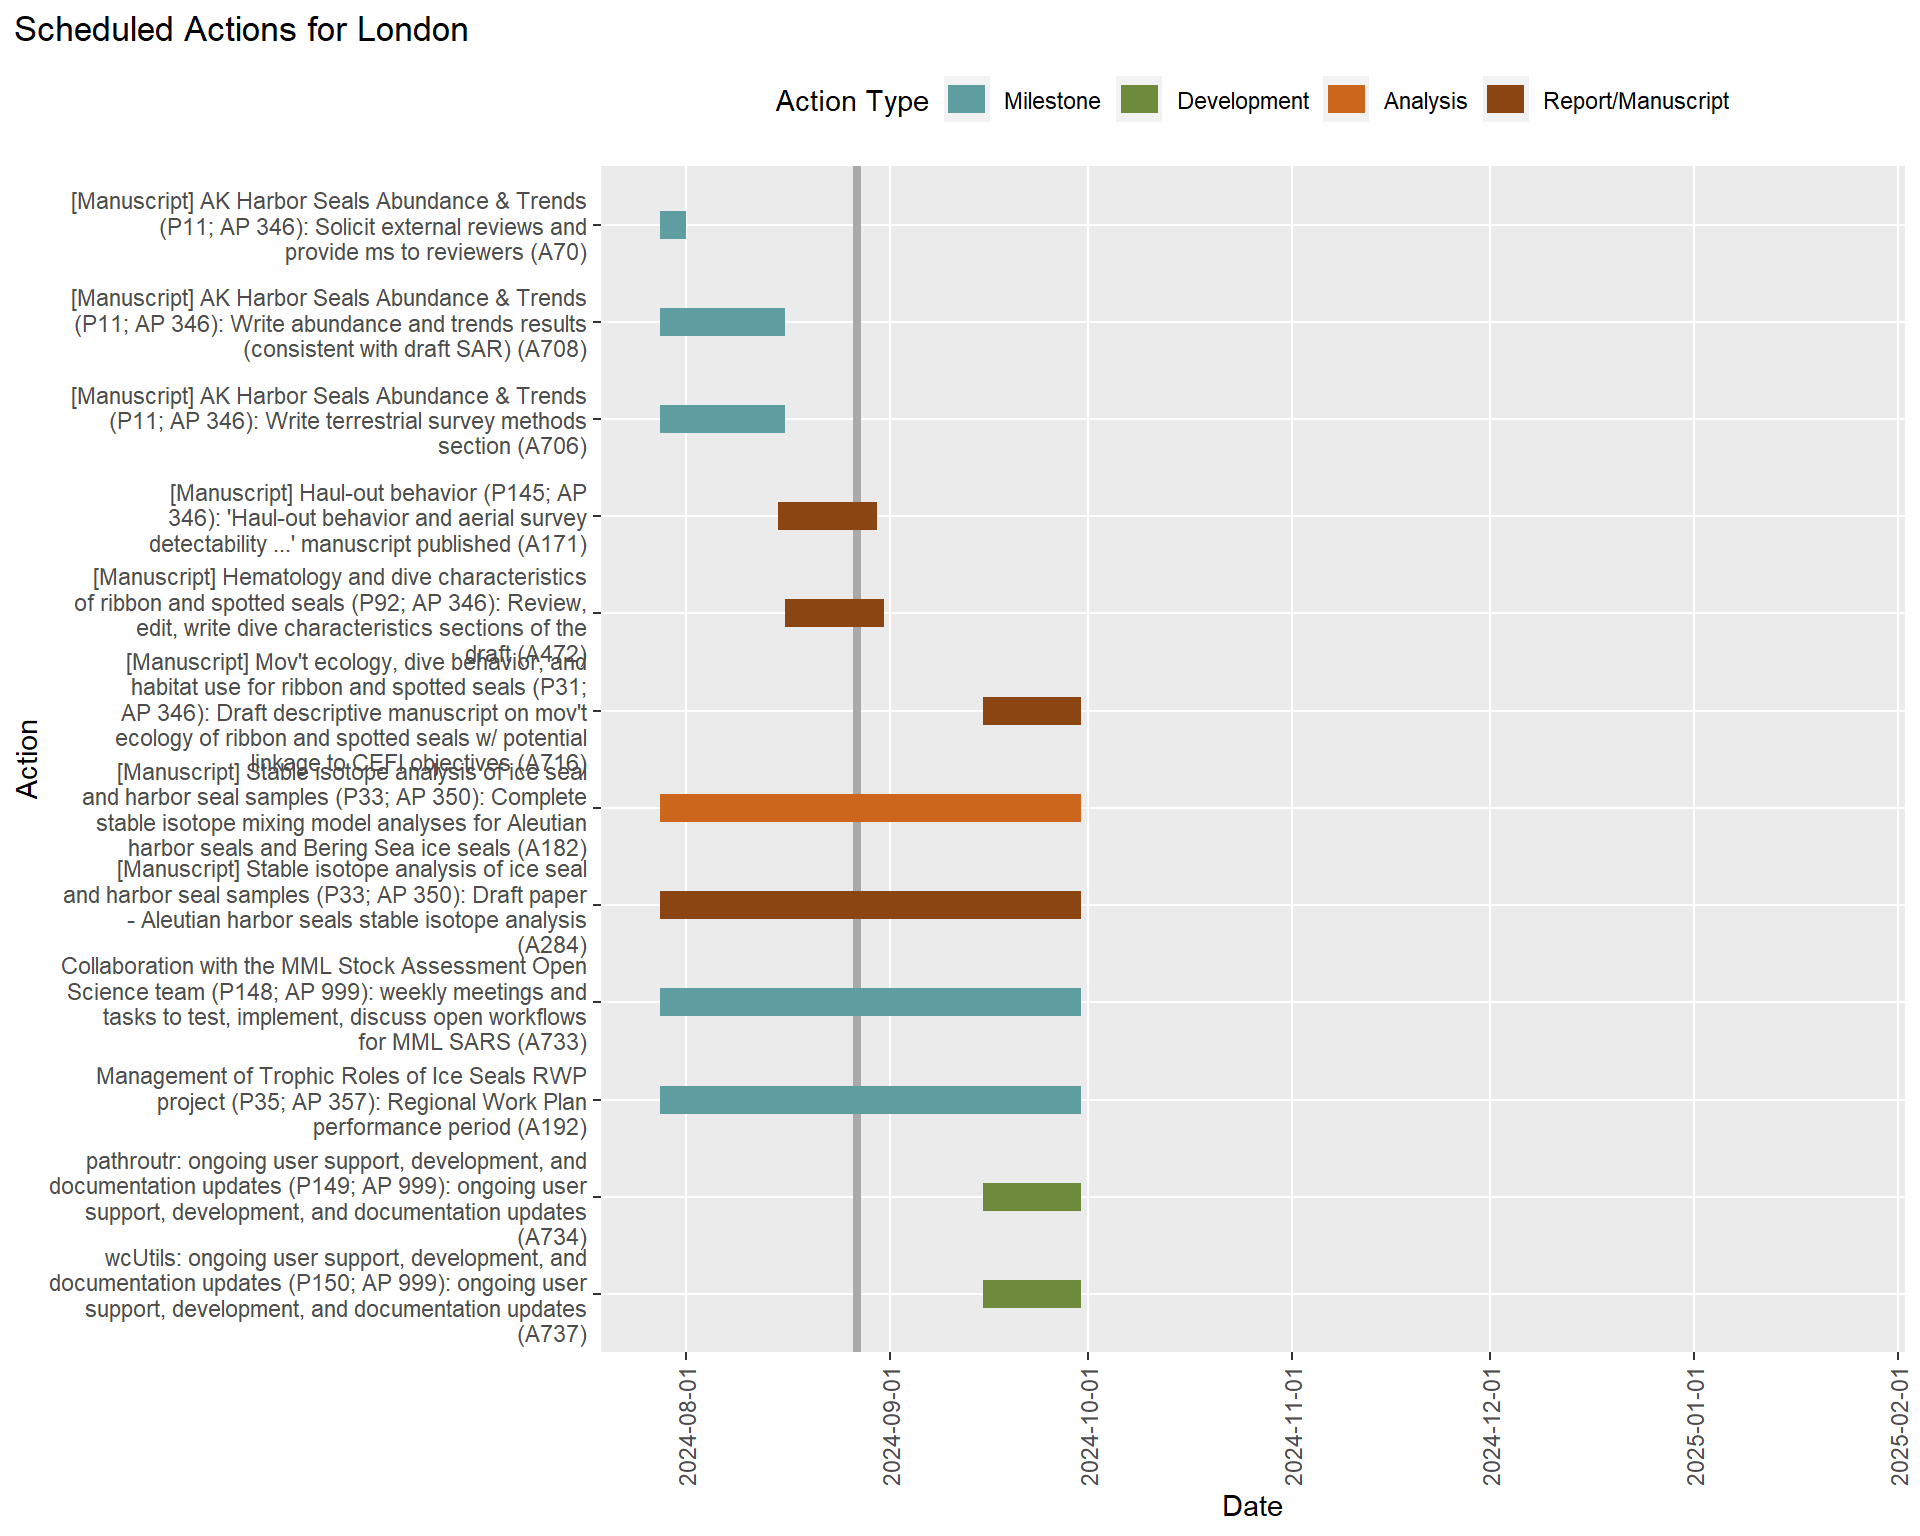 Scheduled Actions for London
Action Type
Milestone
Development
Analysis
Report/Manuscript
[Manuscript] AK Harbor Seals Abundance & Trends
(P11; AP 346): Solicit external reviews and
provide ms to reviewers (A70)
[Manuscript] AK Harbor Seals Abundance & Trends
(P11; AP 346): Write abundance and trends results
(consistent with draft SAR) (A708)
[Manuscript] AK Harbor Seals Abundance & Trends
(P11; AP 346): Write terrestrial survey methods
section (A706)
[Manuscript] Haul-out behavior (P145; AP
346): 'Haul-out behavior and aerial survey
detectability ...' manuscript published (A171)
[Manuscript] Hematology and dive characteristics
of ribbon and spotted seals (P92; AP 346): Review,
edit, write dive characteristics sections of the
draft (A472)
[Manuscript] Mov't ecology, dive behavior, and
habitat use for ribbon and spotted seals (P31;
AP 346): Draft descriptive manuscript on mov't
ecology of ribbon and spotted seals w/ potential
linkage to CEFI objectives (A716)
[Manuscript] Stable isotope analysis of ice seal
and harbor seal samples (P33; AP 350): Complete
stable isotope mixing model analyses for Aleutian
harbor seals and Bering Sea ice seals (A182)
[Manuscript] Stable isotope analysis of ice seal
and harbor seal samples (P33; AP 350): Draft paper
- Aleutian harbor seals stable isotope analysis
(A284)
Collaboration with the MML Stock Assessment Open
Science team (P148; AP 999): weekly meetings and
tasks to test, implement, discuss open workflows
for MML SARS (A733)
Management of Trophic Roles of Ice Seals RWP
project (P35; AP 357): Regional Work Plan
performance period (A192)
pathroutr: ongoing user support, development, and
documentation updates (P149; AP 999): ongoing user
support, development, and documentation updates
(A734)
wcUtils: ongoing user support, development, and
documentation updates (P150; AP 999): ongoing user
support, development, and documentation updates
(A737)
Action
2024-08-01
2024-09-01
2024-10-01
2024-11-01
2024-12-01
2025-01-01
2025-02-01
Date